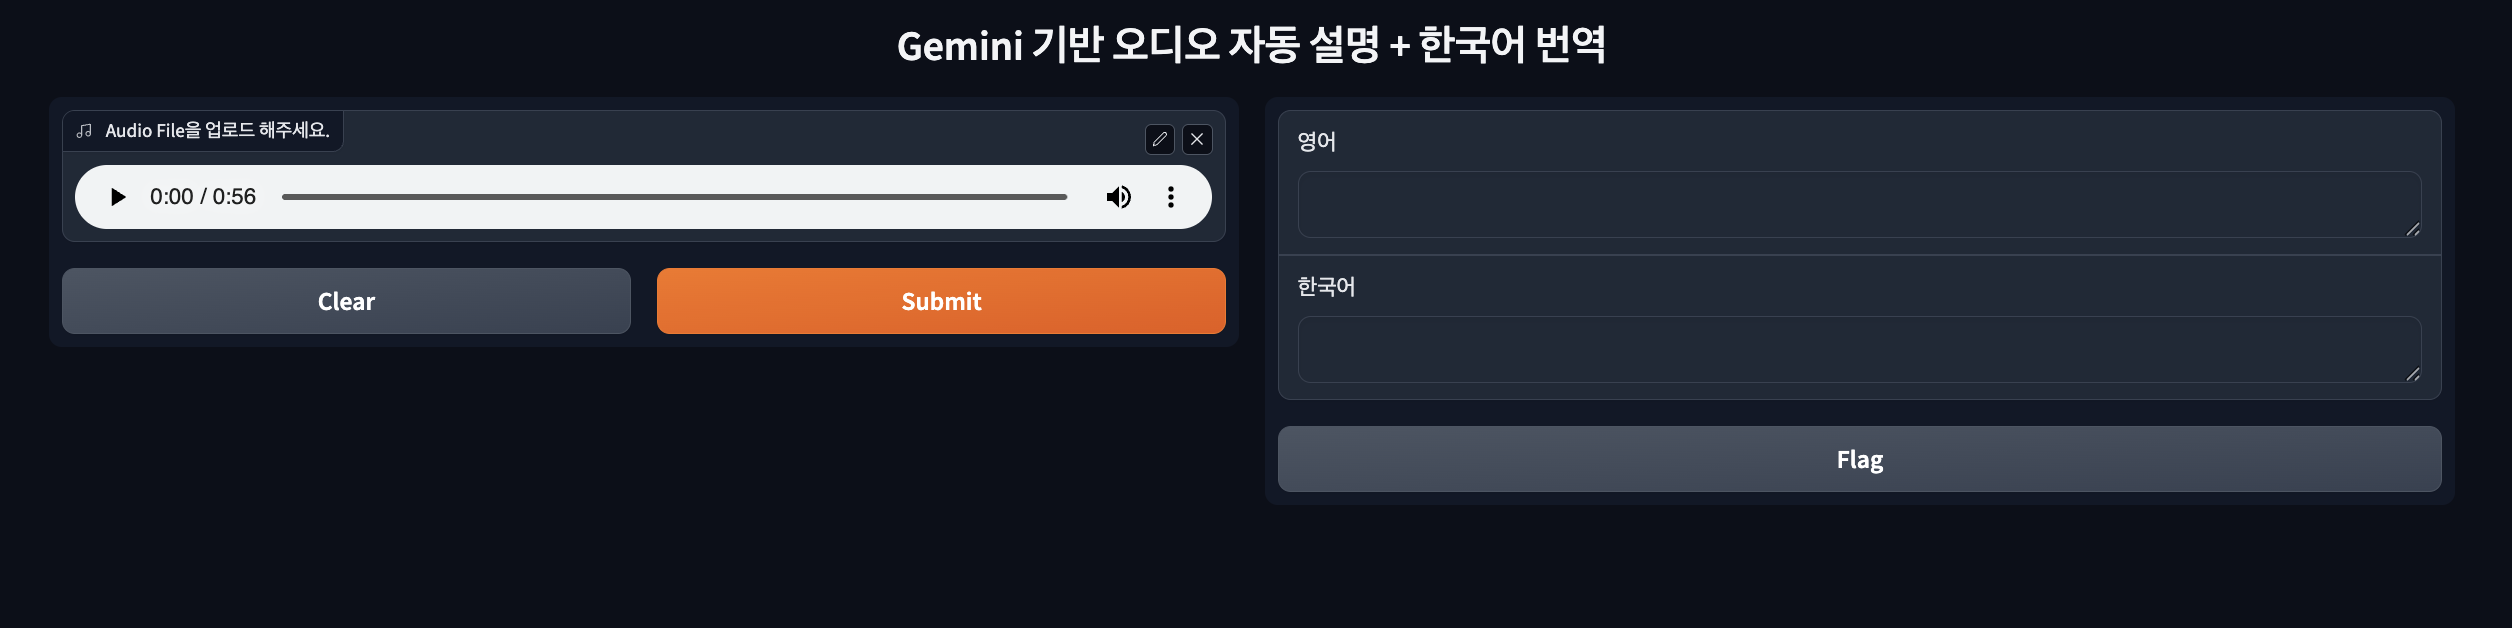 Gemini 기반 오디오 자동 설명 + 한국어 번역
Audio File을 업로드 해주세요.
0:00 / 0:56
Clear
Submit
영어
한국어
Flag